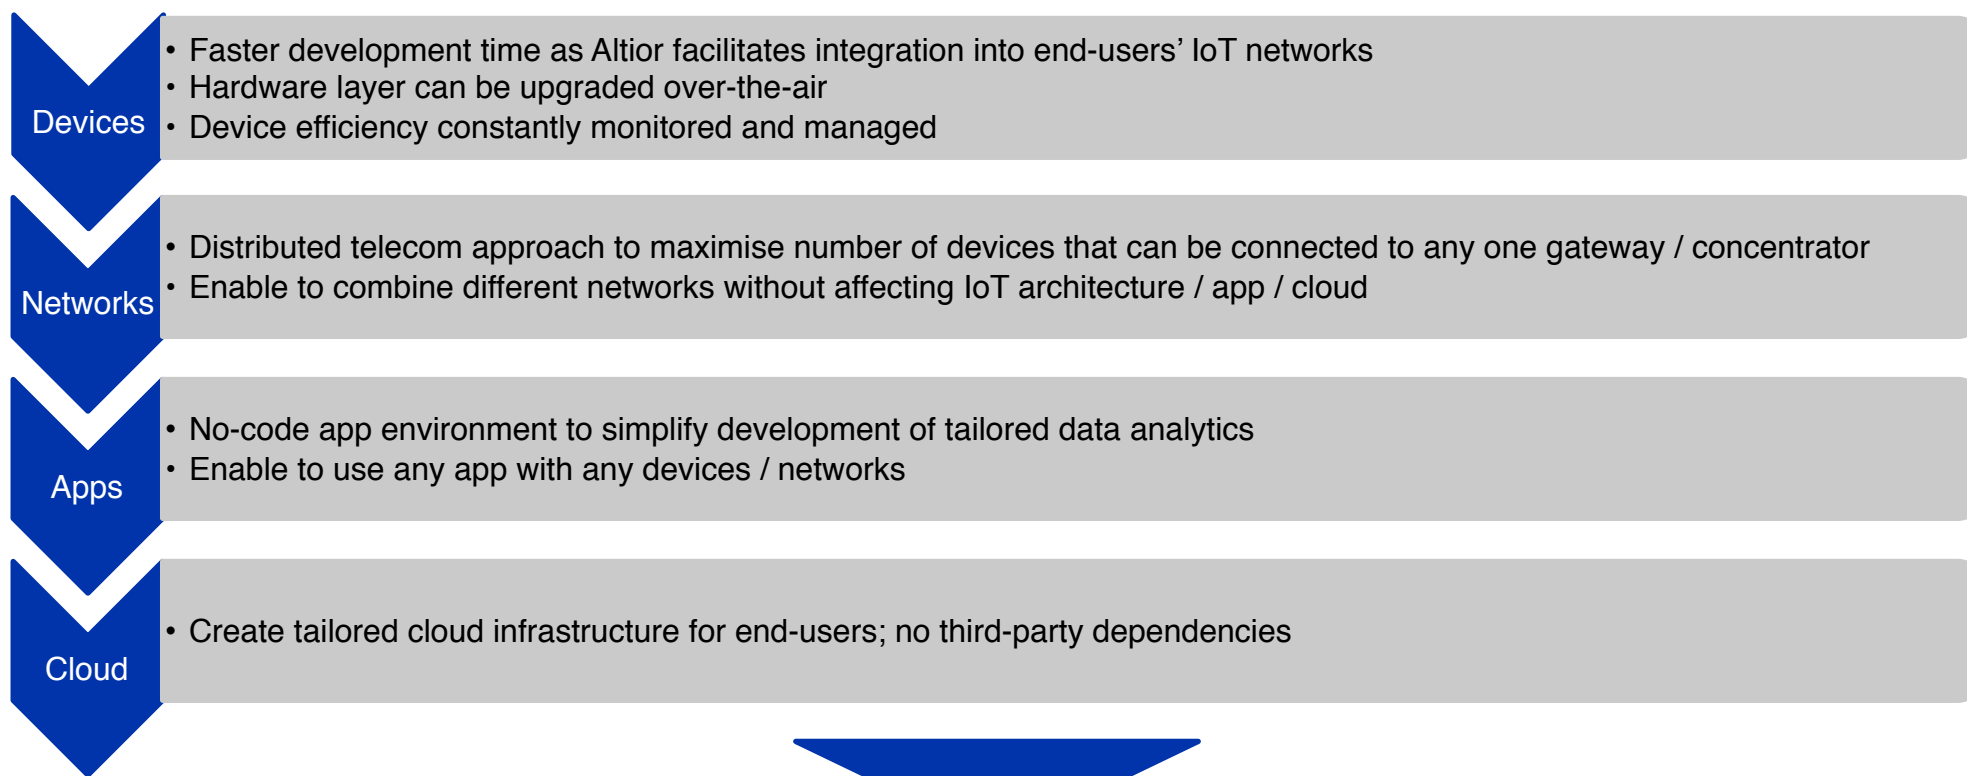 Devices
• Faster development time as Altior facilitates integration into end-users’ IoT networks
• Hardware layer can be upgraded over-the-air
• Device efficiency constantly monitored and managed
Networks
• Distributed telecom approach to maximise number of devices that can be connected to any one gateway / concentrator
• Enable to combine different networks without affecting IoT architecture / app / cloud
Apps
• No-code app environment to simplify development of tailored data analytics
• Enable to use any app with any devices / networks
Cloud
• Create tailored cloud infrastructure for end-users; no third-party dependencies